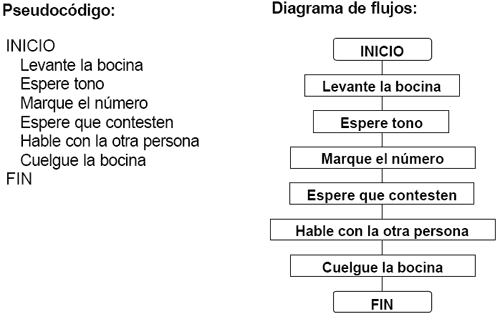 Pseudocódigo:
INICIO
Levante la bocina
Espere tono
Marque el número
Espere que contesten
Hable con la otra persona
Cuelgue la bocina
FIN
Diagrama de flujos:
INICIO
Levante la bocina
Espere tono
Marque el número
Espere que contesten
Hable con la otra persona
Cuelgue la bocina
FIN